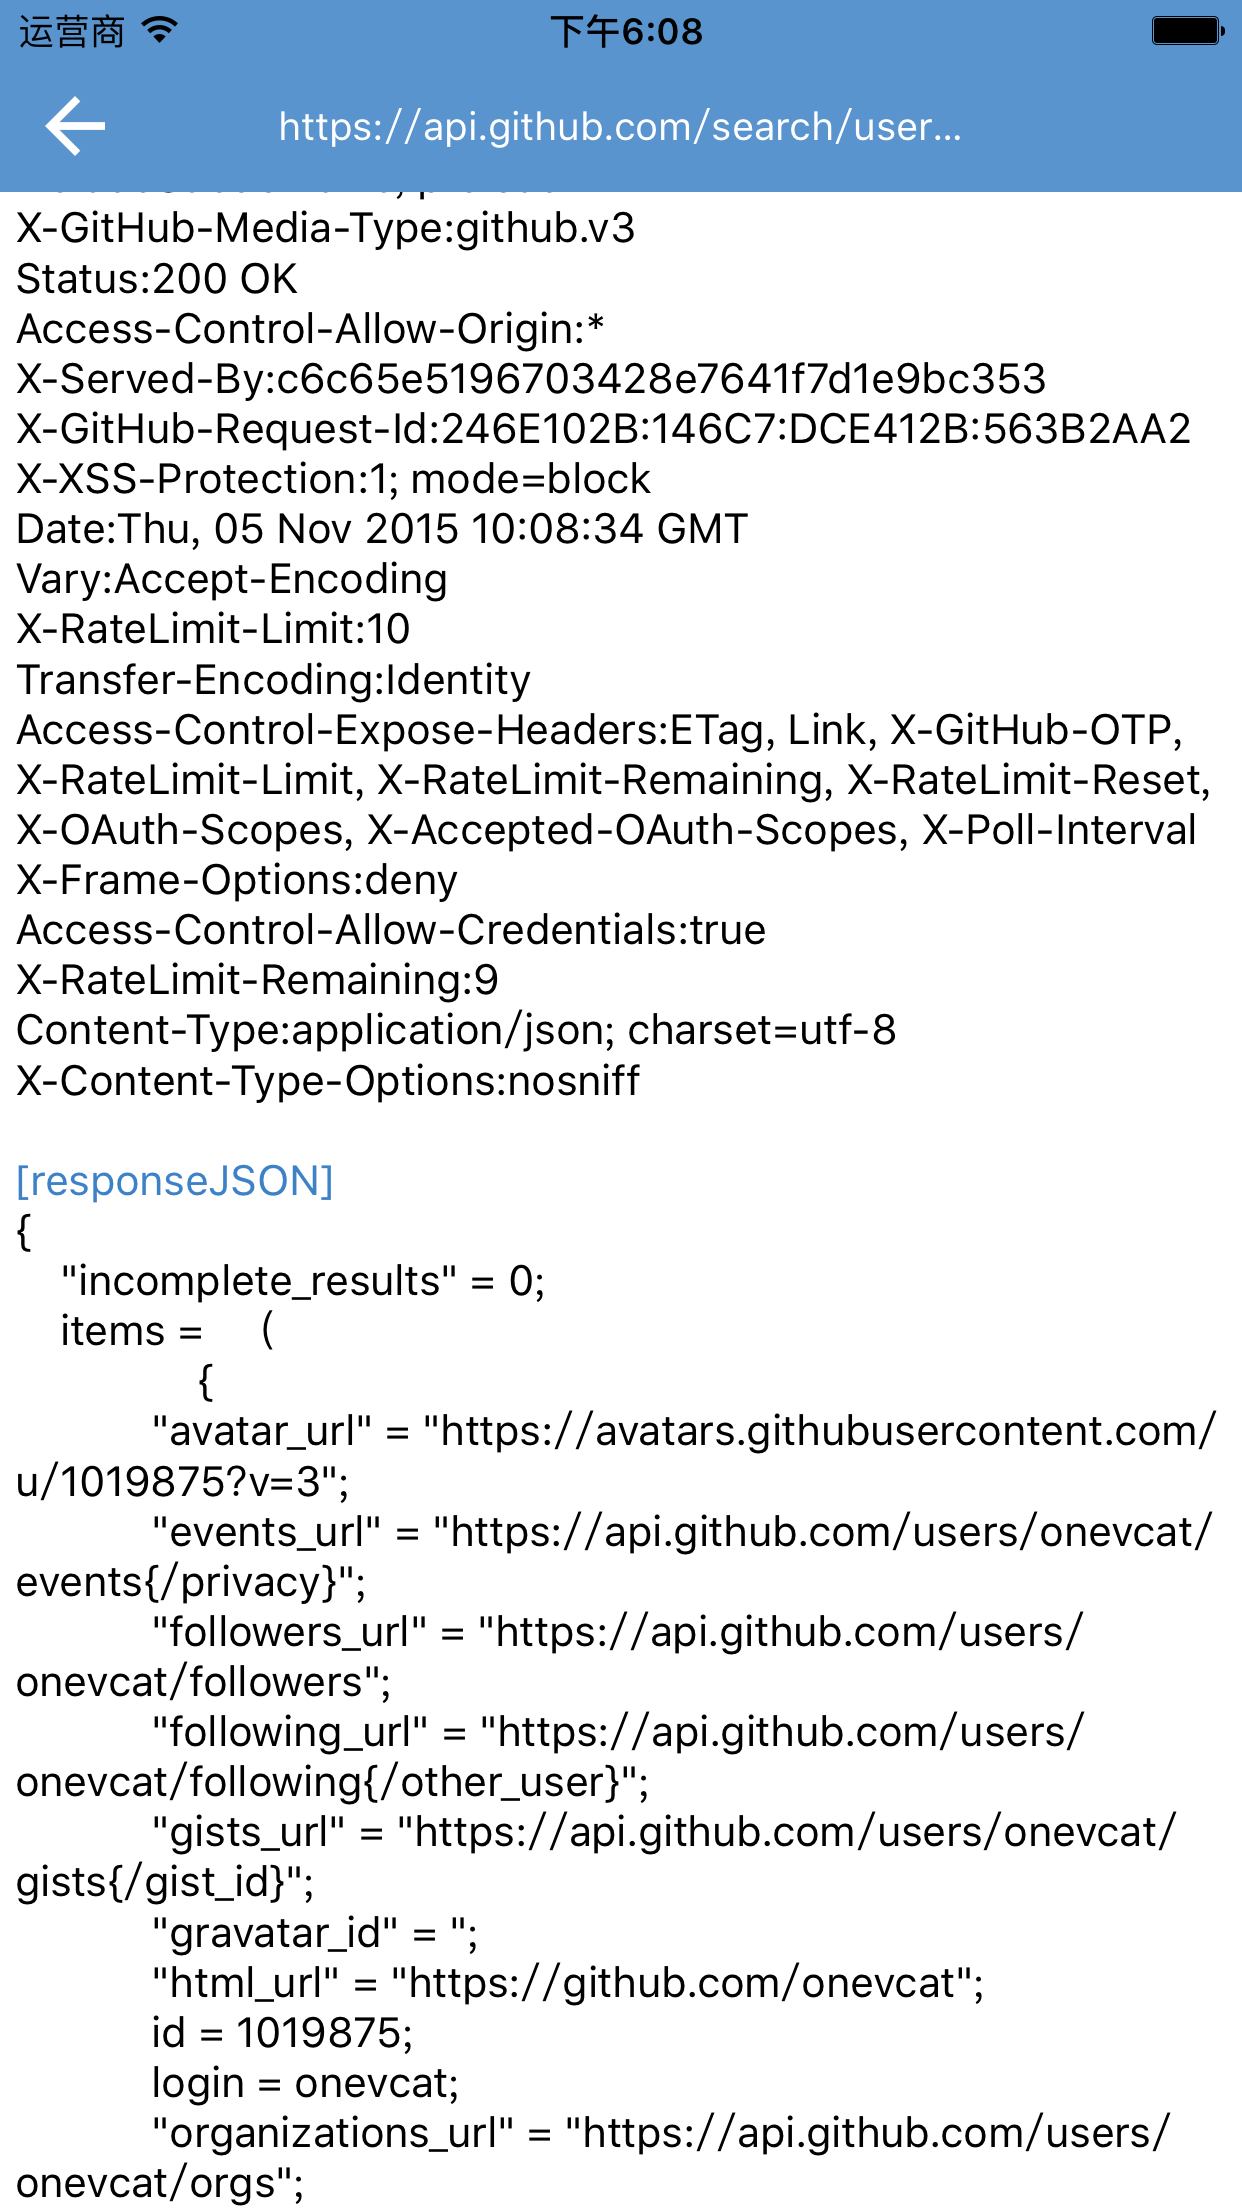 运营商
下午6:08
https://api.github.com/search/user...
X-GitHub-Media-Type:github.v3
Status:200 OK
Access-Control-Allow-Origin:*
X-Served-By:c6c65e5196703428e7641f7d1e9bc353
X-GitHub-Request-Id:246E102B:146C7:DCE412B:563B2AA2
X-XSS-Protection:1; mode=block
Date:Thu, 05 Nov 2015 10:08:34 GMT
Vary:Accept-Encoding
X-RateLimit-Limit:10
Transfer-Encoding:Identity
Access-Control-Expose-Headers:ETag, Link, X-GitHub-OTP,
X-RateLimit-Limit, X-RateLimit-Remaining, X-RateLimit-Reset,
X-OAuth-Scopes, X-Accepted-OAuth-Scopes, X-Poll-Interval
X-Frame-Options:deny
Access-Control-Allow-Credentials:true
X-RateLimit-Remaining:9
Content-Type:application/json; charset=utf-8
X-Content-Type-Options:nosniff
[responseJSON]
{
"incomplete_results" = 0;
items =     (
{
"avatar_url" = "https://avatars.githubusercontent.com/
u/1019875?v=3";
"events_url" = "https://api.github.com/users/onevcat/
events{/privacy}";
"followers_url" = "https://api.github.com/users/
onevcat/followers";
"following_url" = "https://api.github.com/users/
onevcat/following{/other_user}";
"gists_url" = "https://api.github.com/users/onevcat/
gists{/gist_id}";
"gravatar_id" = ";
"html_url" = "https://github.com/onevcat";
id = 1019875;
login = onevcat;
"organizations_url" = "https://api.github.com/users/
onevcat/orgs";